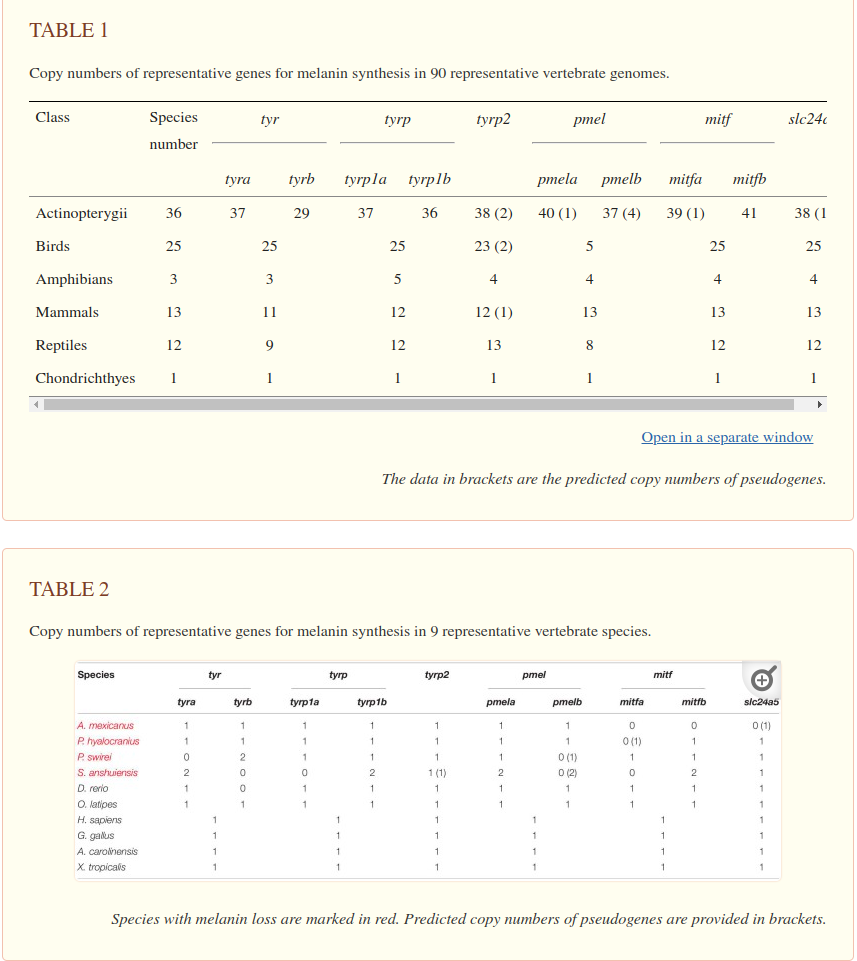 TABLE 1
Copy numbers of representative genes for melanin synthesis in 90 representative vertebrate genomes.
Class Species number tyr tyrp tyrp2 pmel mitf slc24
tyra tyrb tyrp1a tyrp1b pmela pmelb mitfa mitfb
Actinopterygii 36 37 29 37 36 38 (2) 40 (1) 37 (4) 39 (1) 41 38 (1
Birds 25 25 25 23 (2) 5 25 25
Amphibians 3 3 5 4 4 4 4
Mammals 13 11 12 12 (1) 13 13 13
Reptiles 12 9 12 13 8 12 12
Chondrichthyes 1 1 1 1 1 1 1
Open in a separate window
The data in brackets are the predicted copy numbers of pseudogenes.
TABLE 2
Copy numbers of representative genes for melanin synthesis in 9 representative vertebrate species.
Species tyr tyrp tyrp2 pmel mitf
tyra tyrb tyrp1a tyrp1b pmela pmelb mitfa mitfb slc24a5
A. mexicanus 1 1 1 1 1 1 1 0 0 0 (1)
P. hyalocranius 1 1 1 1 1 1 1 0 (1) 1 1
P. swirei 0 2 1 1 1 1 0 (1) 1 1 1
S. anshuiensis 2 0 0 2 1 (1) 2 0 (2) 0 2 1
D. rerio 1 0 1 1 1 1 1 1 1 1
O. latipes 1 1 1 1 1 1 1 1 1 1
H. sapiens 1 1 1 1 1 1
G. gallus 1 1 1 1 1 1
A. carolinensis 1 1 1 1 1 1
X. tropicalis 1 1 1 1 1 1
Species with melanin loss are marked in red. Predicted copy numbers of pseudogenes are provided in brackets.